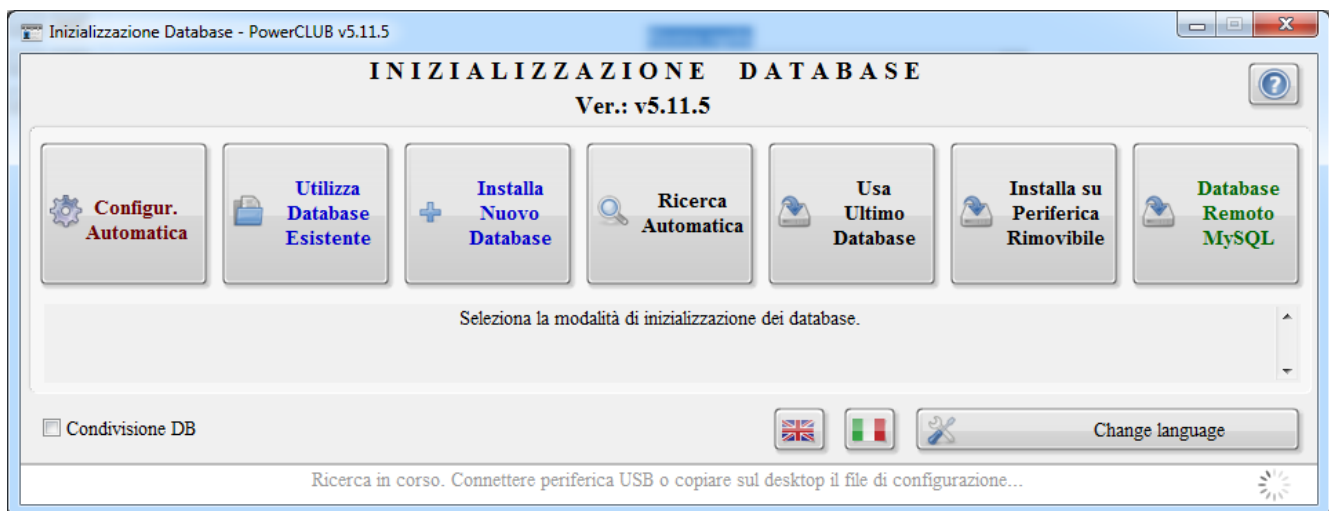 Inizializzazione Database - PowerCLUB v5.11.5
INIZIALIZZAZIONE DATABASE
Ver.: v5.11.5
Configur.
Automatica
Utilizza
Database
Esistente
Installa
Nuovo
Database
Ricerca
Automatica
Usa
Ultimo
Database
Installa su
Periferica
Rimovibile
Database
Remoto
MySQL
Seleziona la modalità di inizializzazione dei database.
Condivisione DB
Change language
Ricerca in corso. Connettere periferica USB o copiare sul desktop il file di configurazione...